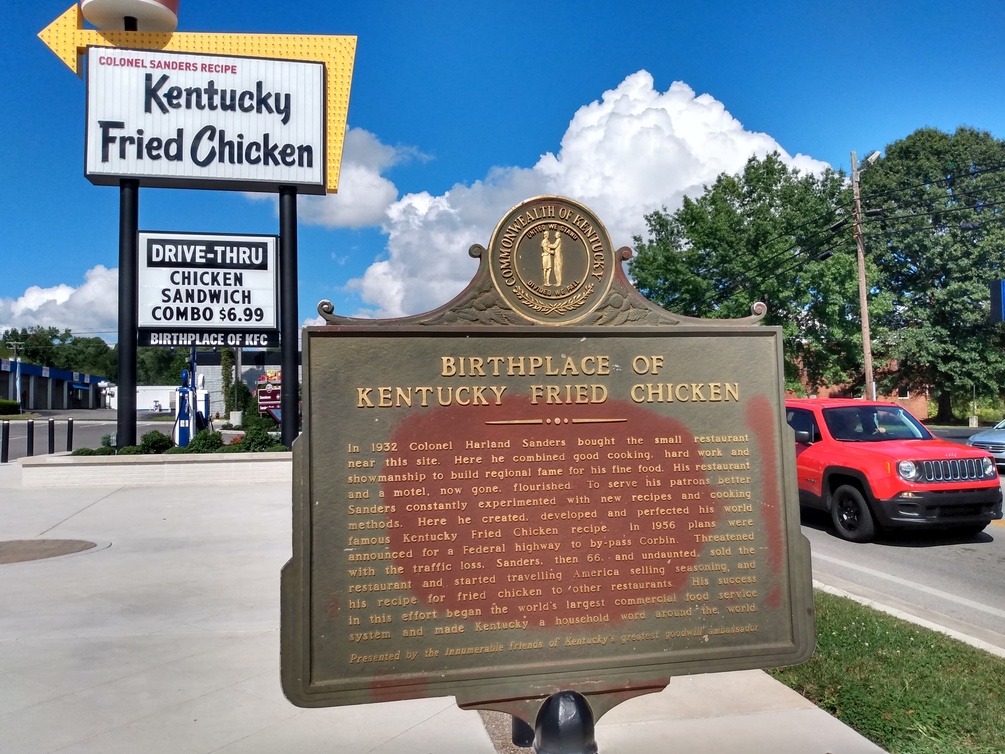 COLONEL SANDERS RECIPE
Kentucky
Fried Chicken
DRIVE-THRU
CHICKEN
SANDWICH
COMBO $6.99
BIRTHPLACE OF KFC
COMMONWEALTH OF KENTUCKY
UNITED WE STAND
DIVIDED WE FALL
BIRTHPLACE OF
KENTUCKY FRIED CHICKEN
In 1932 Colonel Harland Sanders bought the small restaurant
near this site. Here he combined good cooking, hard work and
showmanship to build regional fame for his fine food. His restaurant
and a motel, now gone, flourished. To serve his patrons better
Sanders constantly experimented with new recipes and cooking
methods. Here he created, developed and perfected his world
famous Kentucky Fried Chicken recipe. In 1956 plans were
announced for a Federal highway to by-pass Corbin. Threatened
with the traffic loss, Sanders, then 66, and undaunted, sold the
restaurant and started travelling America selling seasoning and
his recipe for fried chicken to other restaurants. His success
in this effort began the world's largest commercial food service
system and made Kentucky a household word around the world.
Presented by the innumerable friends of Kentucky's greatest goodwill ambassador